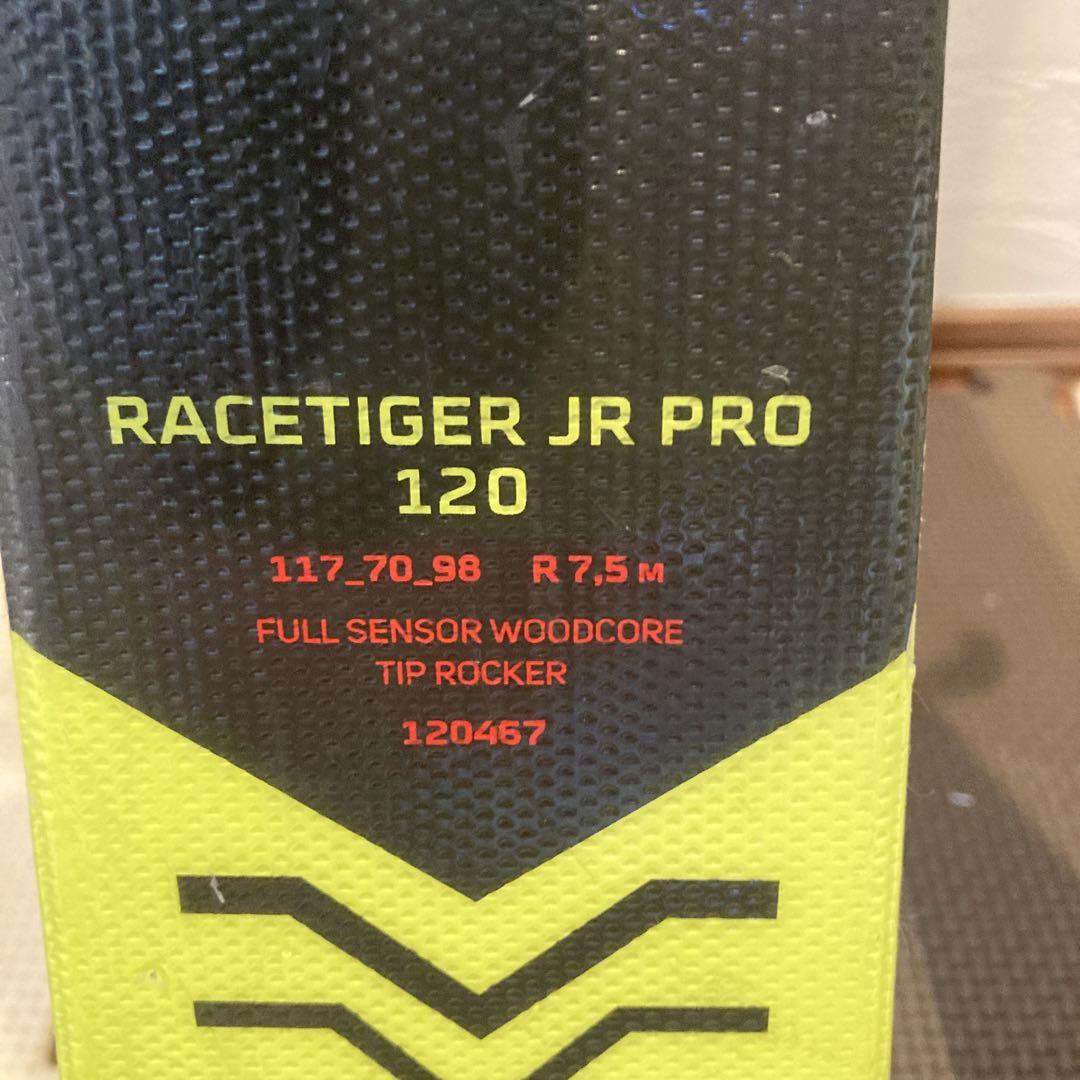 RACETIGER JR PRO
120
117_70_98 R 7,5 M
FULL SENSOR WOODCORE
TIP ROCKER
120467